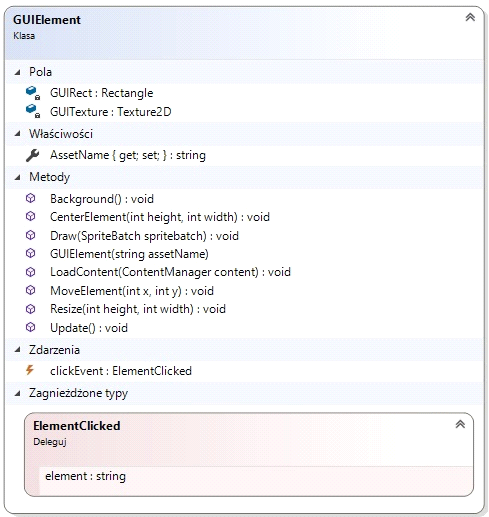 GUIElement
Klasa
Pola
GUIRect : Rectangle
GUITexture : Texture2D
Właściwości
AssetName { get; set; } : string
Metody
Background() : void
CenterElement(int height, int width) : void
Draw(SpriteBatch spritebatch) : void
GUIElement(string assetName)
LoadContent(ContentManager content) : void
MoveElement(int x, int y) : void
Resize(int height, int width) : void
Update() : void
Zdarzenia
clickEvent : ElementClicked
Zagnieżdżone typy
ElementClicked
Deleguj
element : string